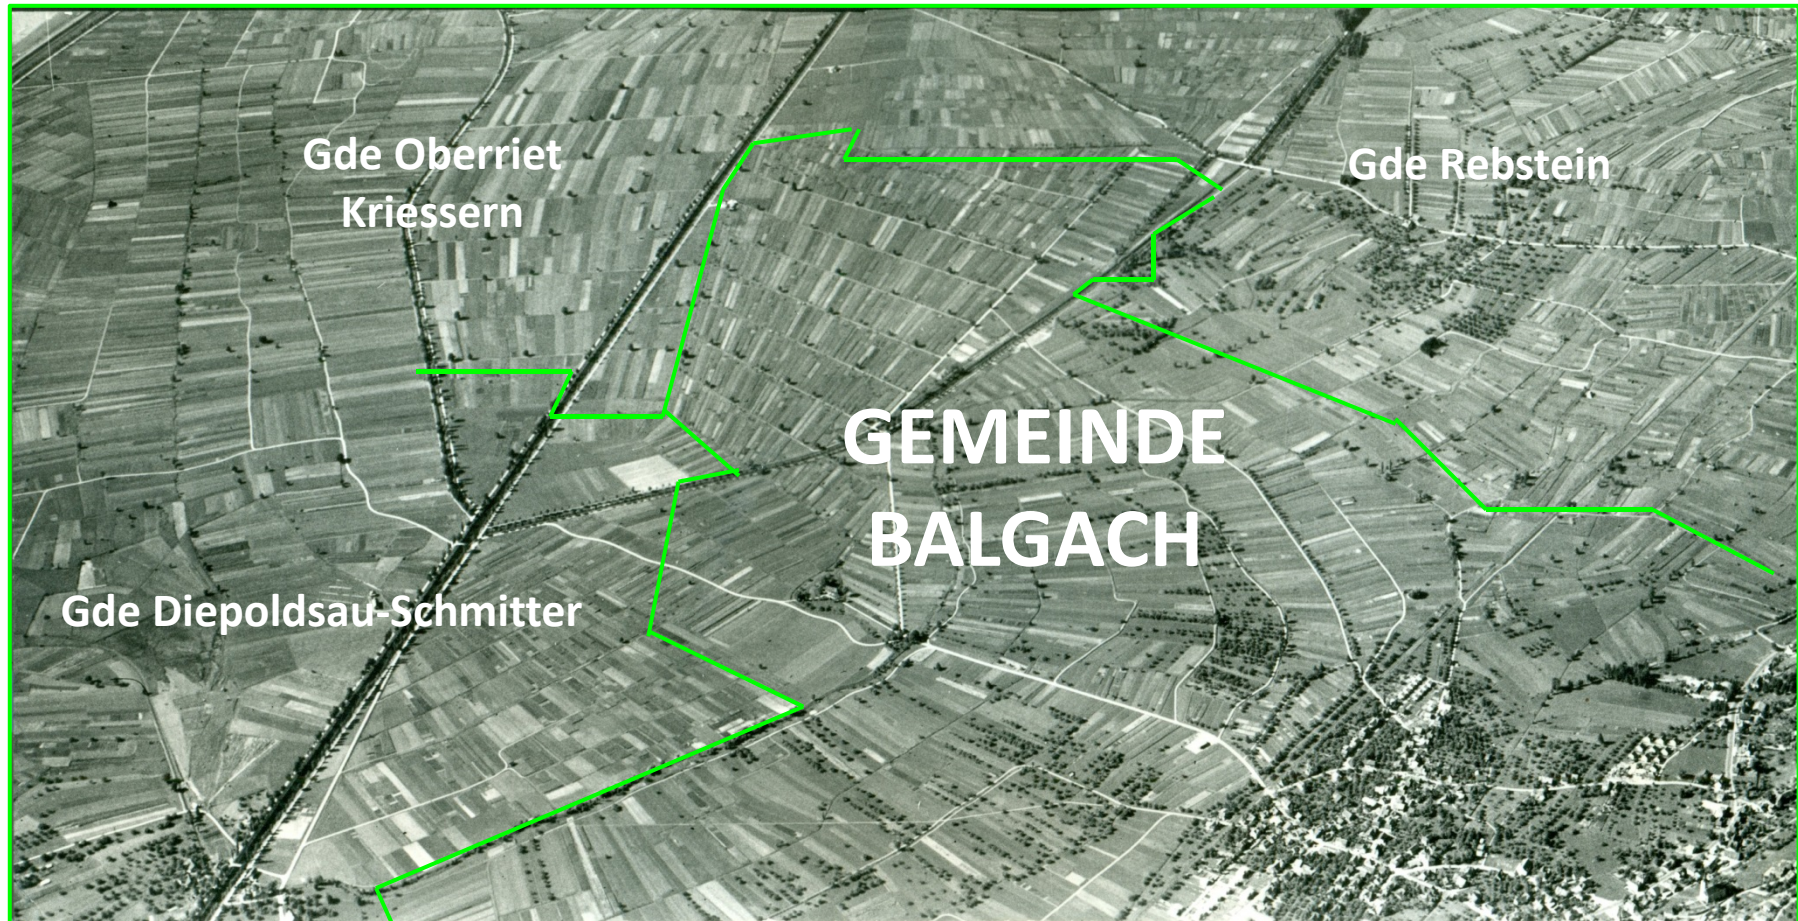 Gde Oberriet
Kriessern
Gde Rebstein
GEMEINDE
BALGACH
Gde Diepoldsau-Schmitter